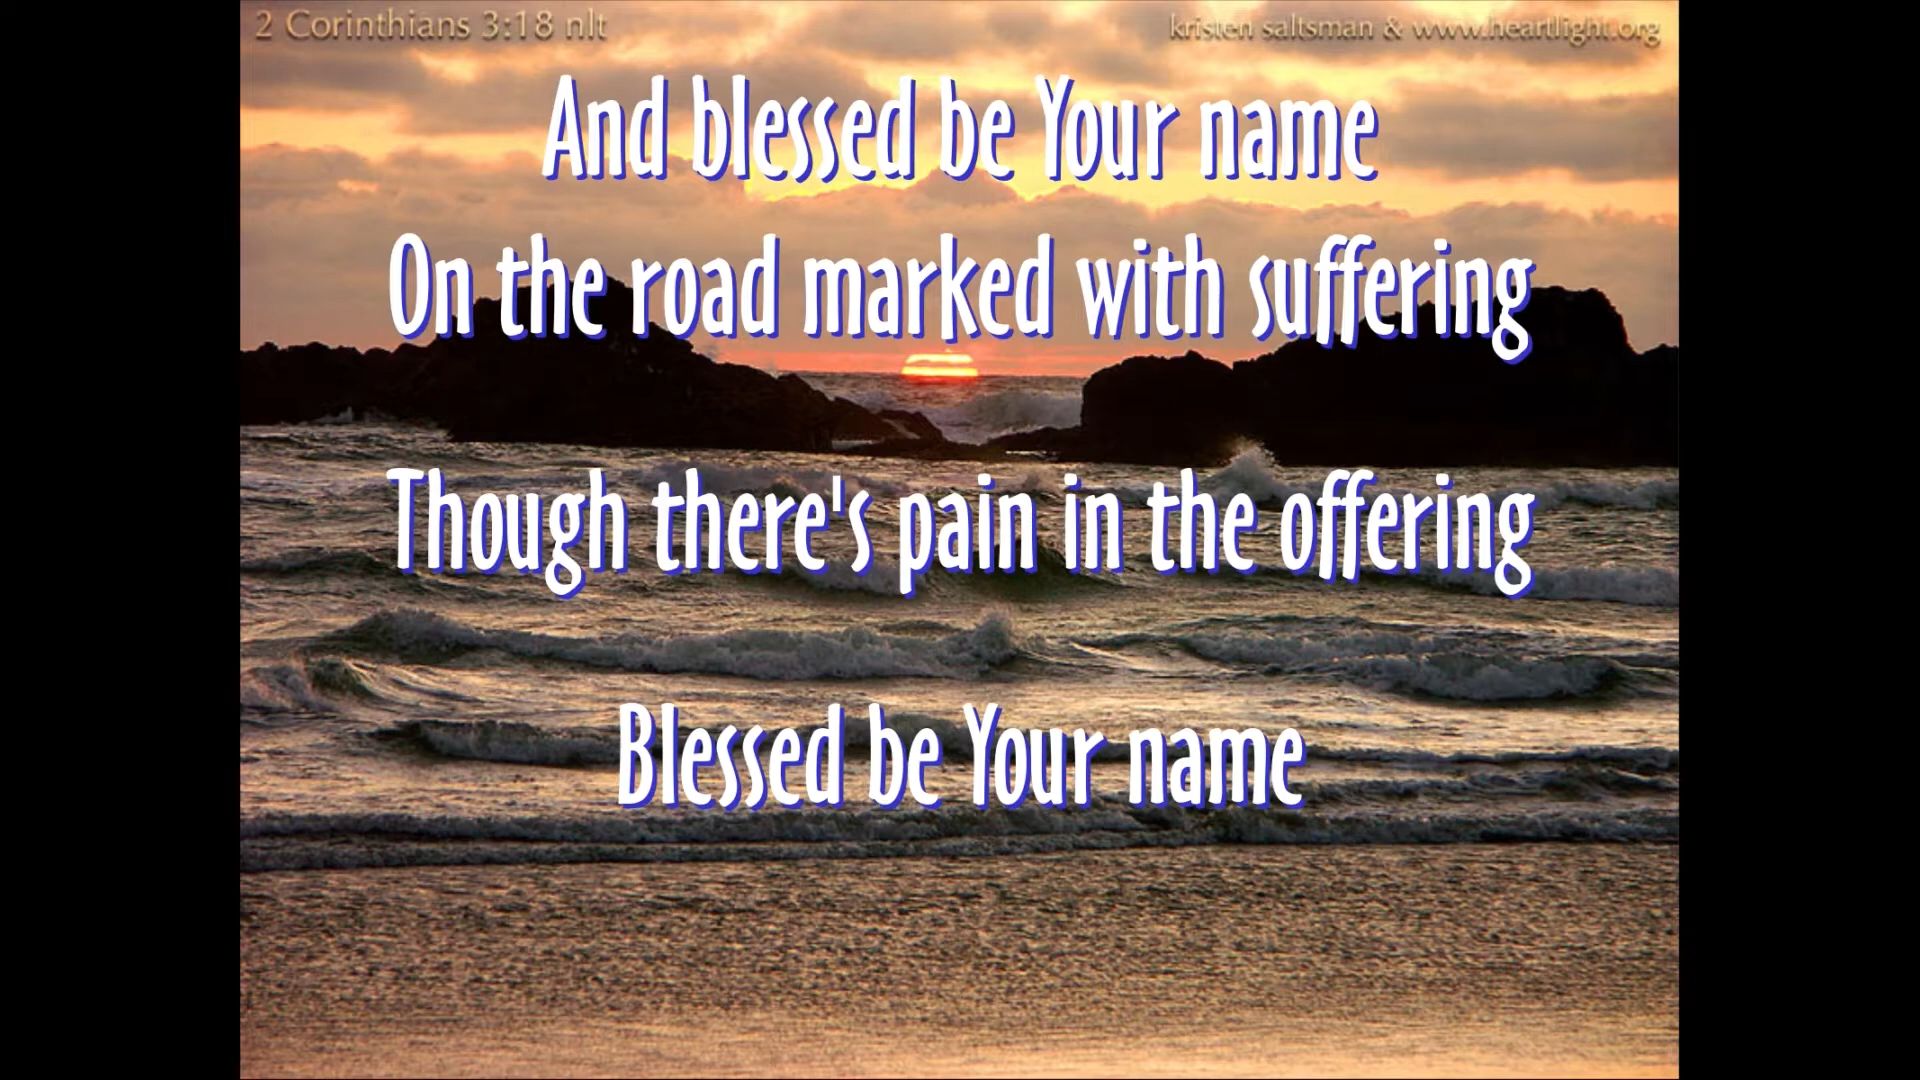 2 Corinthians 3:18 nlt
kristen saltsman & www.heartlight.org
And blessed be Your name
On the road marked with suffering
Though there's pain in the offering
Blessed be Your name